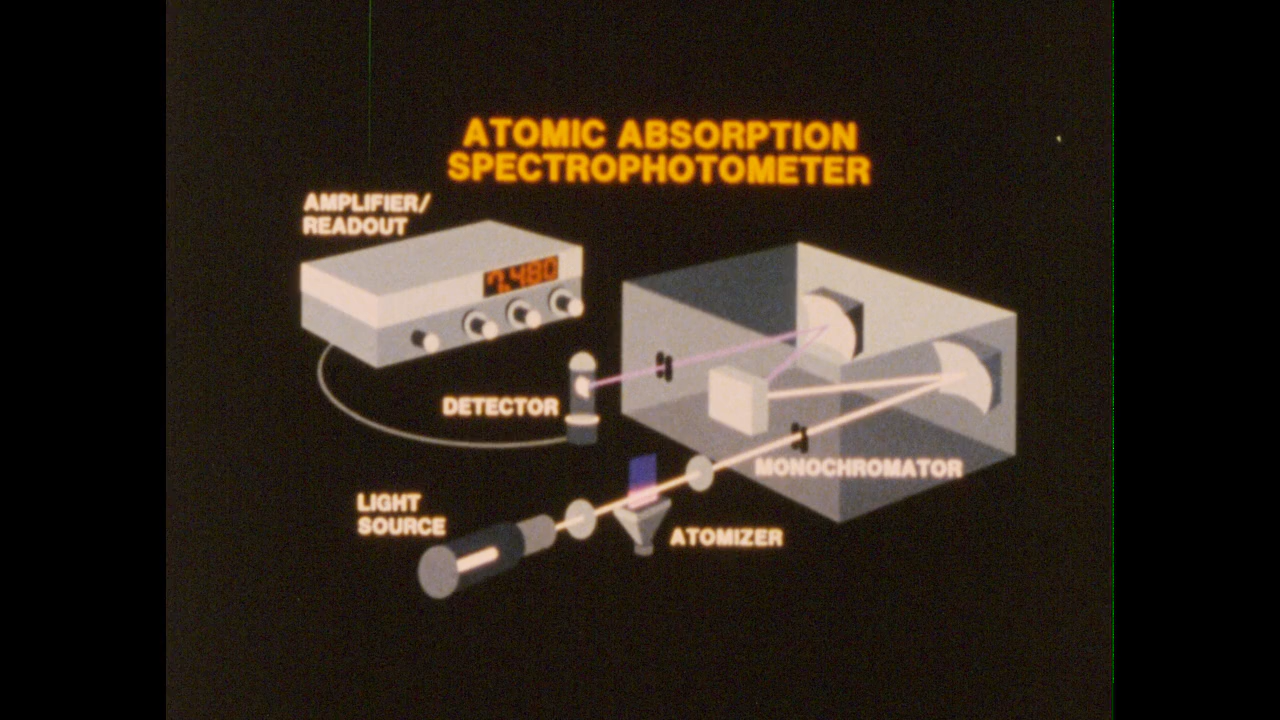 ATOMIC ABSORPTION
SPECTROPHOTOMETER
AMPLIFIER/
READOUT
DETECTOR
MONOCHROMATOR
LIGHT
SOURCE
ATOMIZER